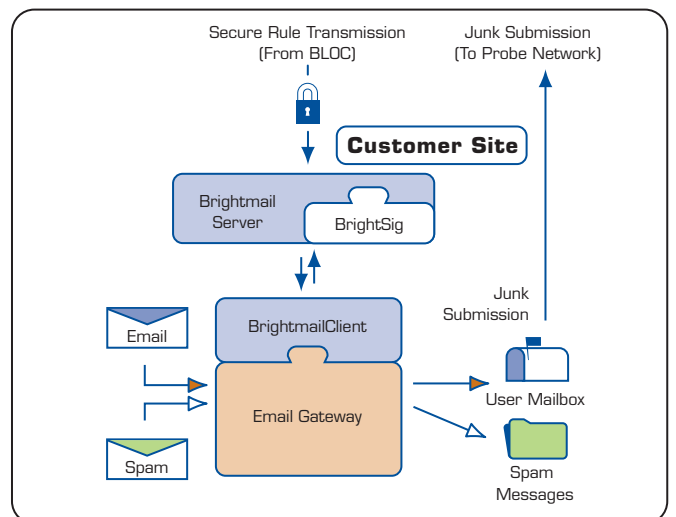 Secure Rule Transmission
(From BLOC)
Junk Submission
(To Probe Network)
Customer Site
Brightmail
Server
BrightSig
Junk
Submission
BrightmailClient
Email
User Mailbox
Email Gateway
Spam
Spam
Messages